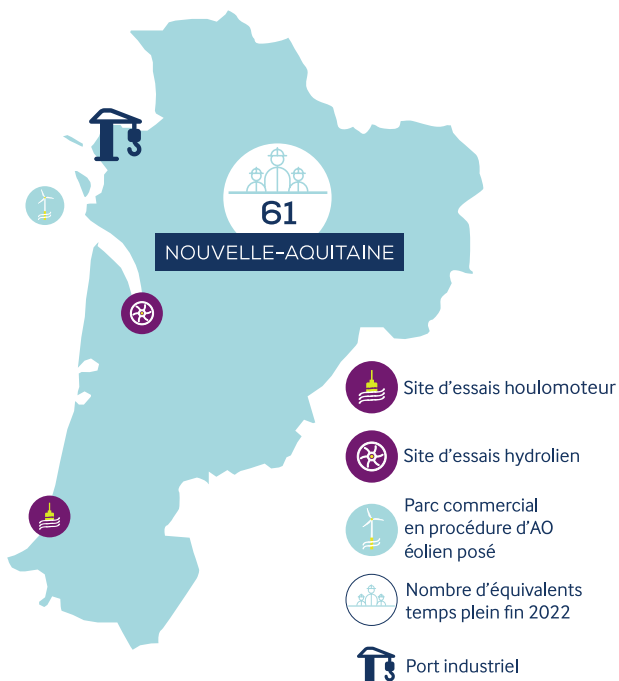 61
NOUVELLE-AQUITAINE
Site d'essais houlomoteur
Site d'essais hydrolien
Parc commercial
en procédure d'AO
éolien posé
Nombre d'équivalents
temps plein fin 2022
Port industriel